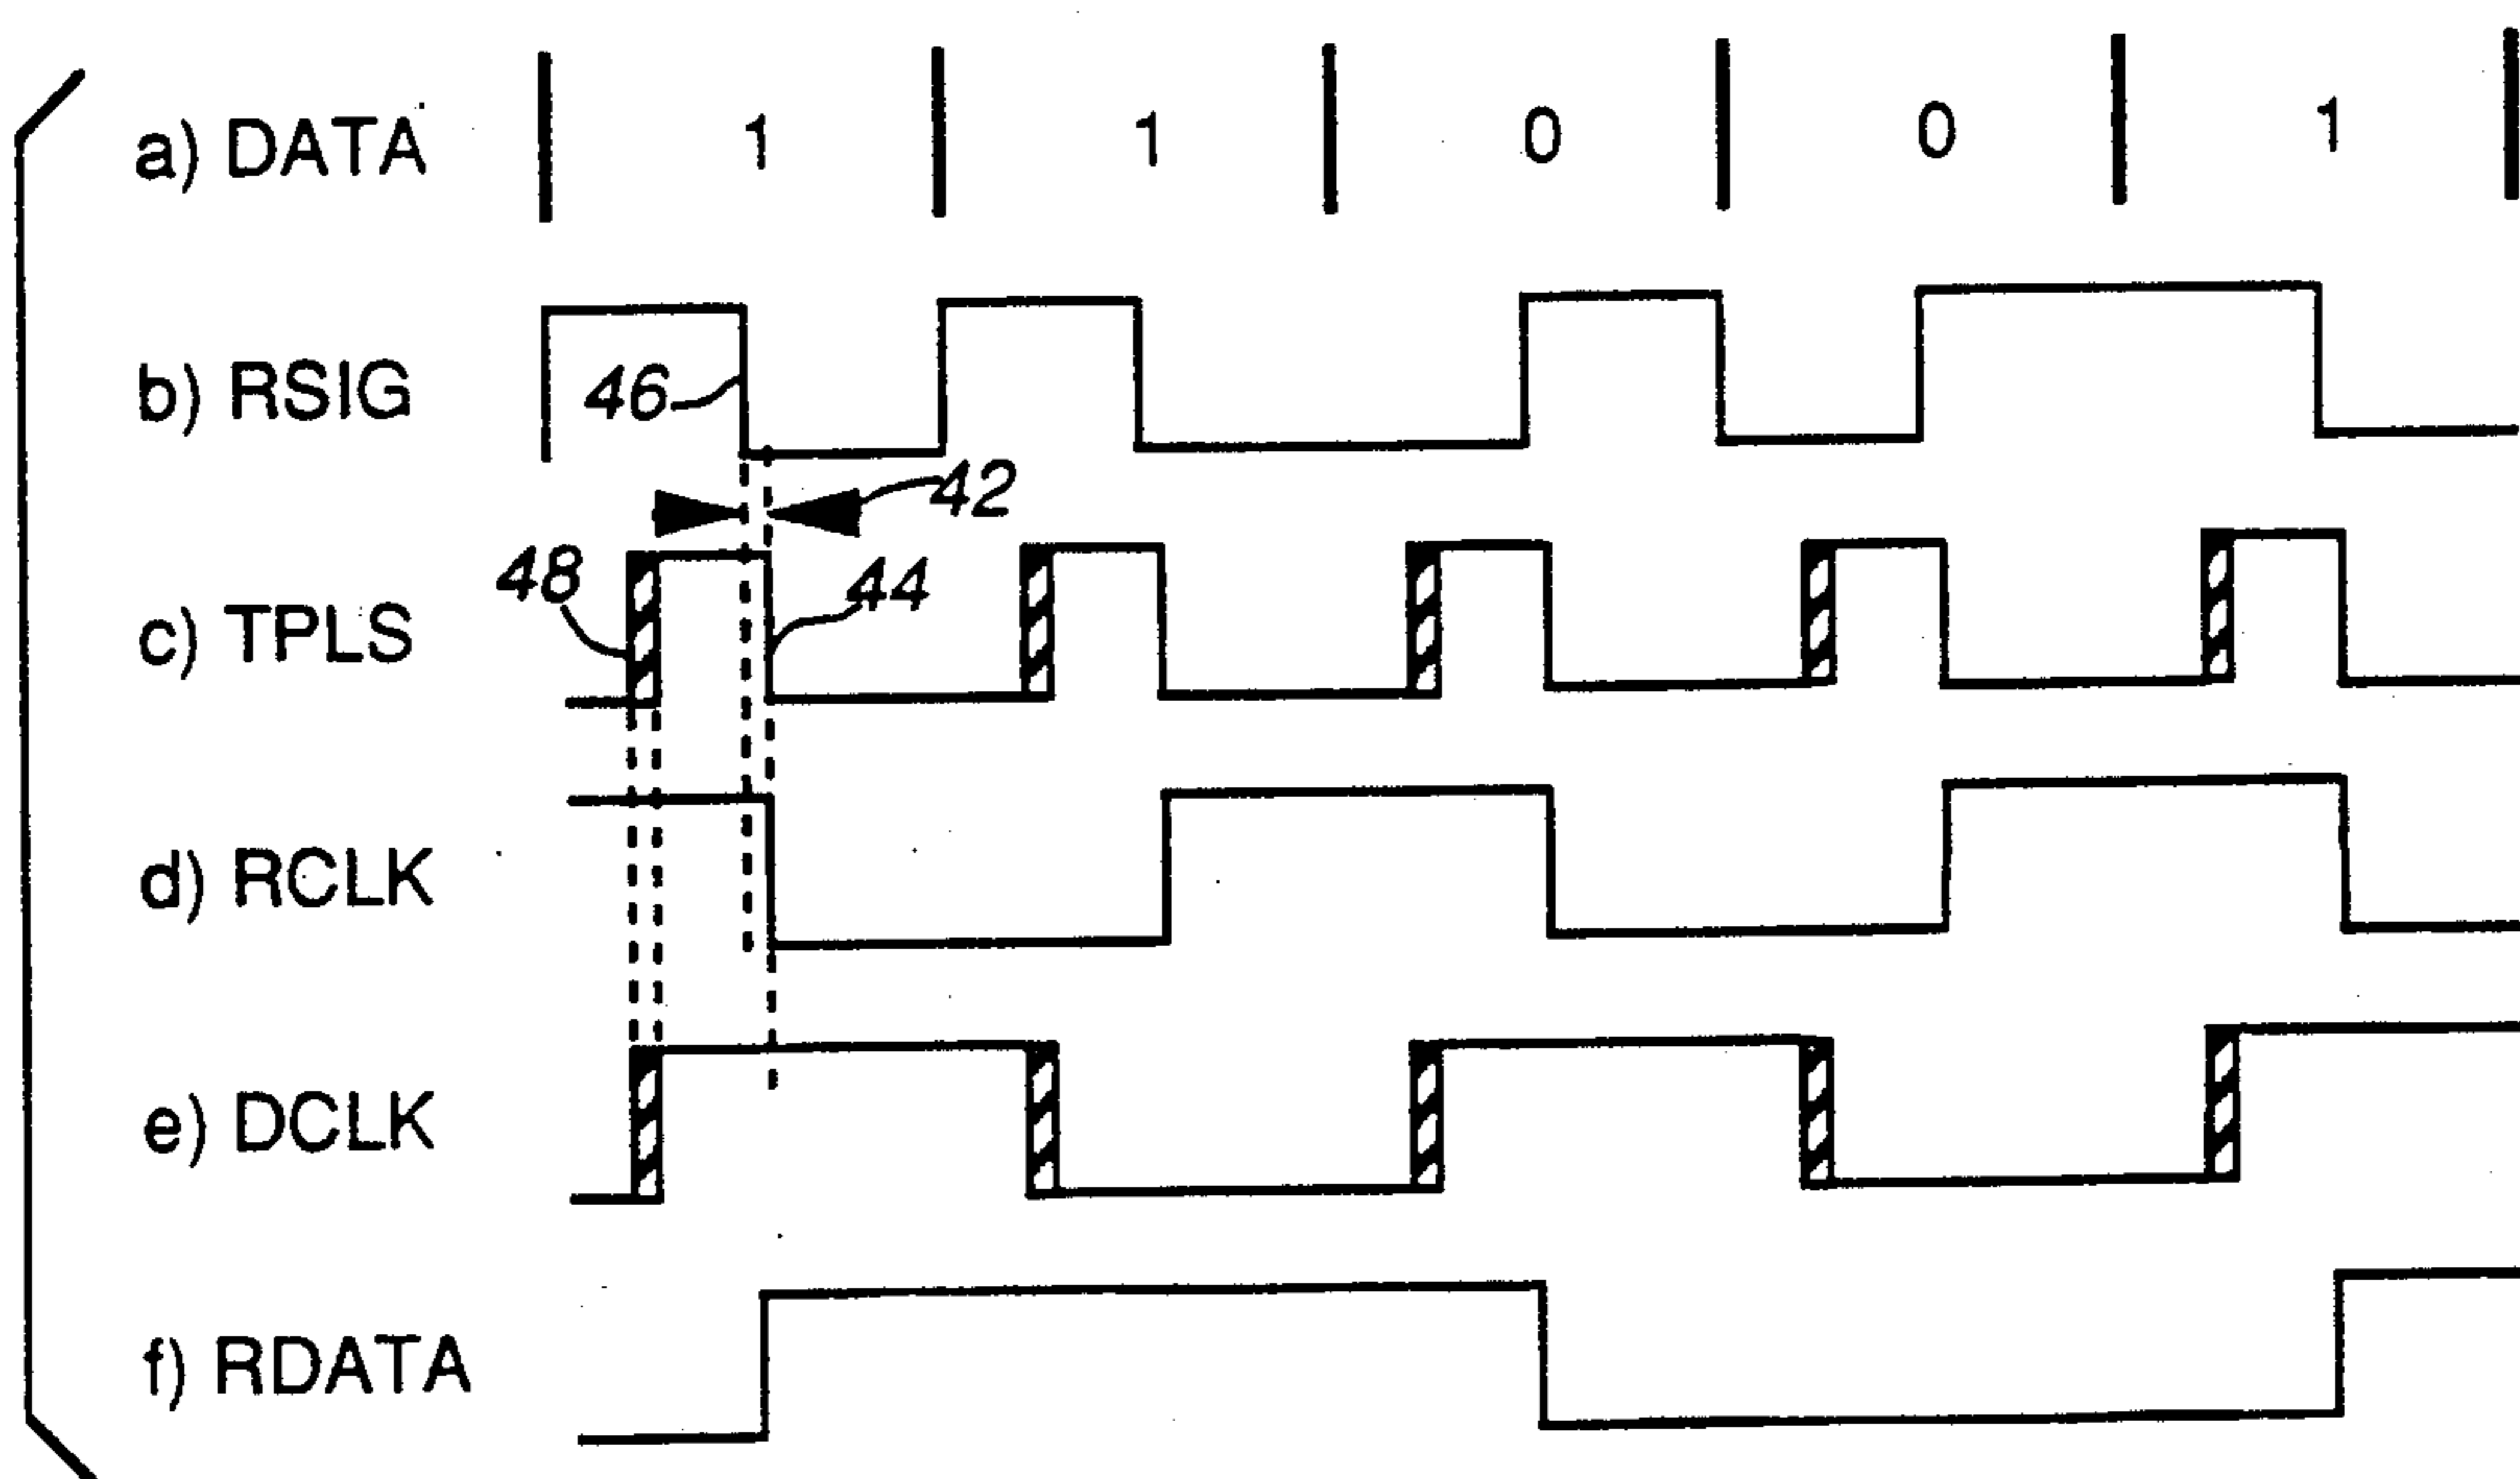 a) DATA | 1 | 1 | 0 | 0 | 1 |
b) RSIG 46
42
48 44
c) TPLS
d) RCLK
e) DCLK
f) RDATA